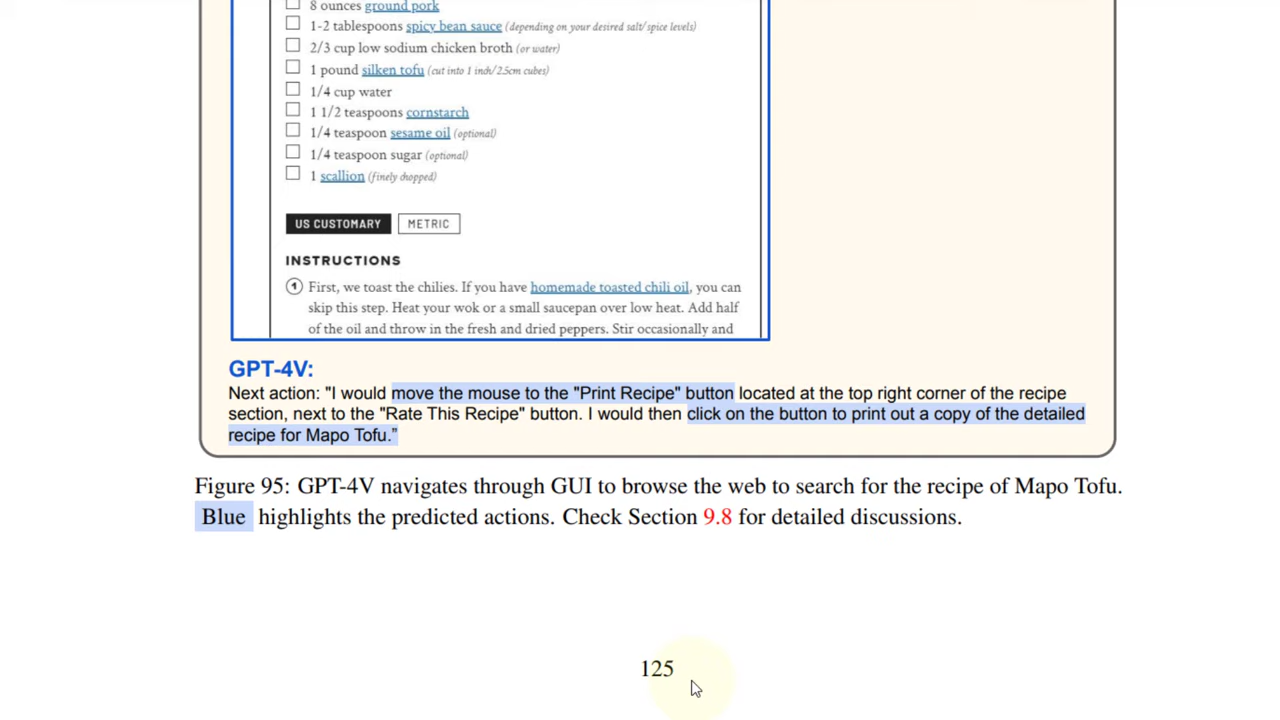 8 ounces ground pork
1-2 tablespoons spicy bean sauce (depending on your desired salt/spice levels)
2/3 cup low sodium chicken broth (or water)
1 pound silken tofu (cut into 1 inch/2.5cm cubes)
1/4 cup water
1 1/2 teaspoons cornstarch
1/4 teaspoon sesame oil (optional)
1/4 teaspoon sugar (optional)
1 scallion (finely chopped)
US CUSTOMARY METRIC
INSTRUCTIONS
1 First, we toast the chilies. If you have homemade toasted chili oil, you can
skip this step. Heat your wok or a small saucepan over low heat. Add half
of the oil and throw in the fresh and dried peppers. Stir occasionally and
GPT-4V:
Next action: "I would move the mouse to the "Print Recipe" button located at the top right corner of the recipe
section, next to the "Rate This Recipe" button. I would then click on the button to print out a copy of the detailed
recipe for Mapo Tofu.”
Figure 95: GPT-4V navigates through GUI to browse the web to search for the recipe of Mapo Tofu.
Blue highlights the predicted actions. Check Section 9.8 for detailed discussions.
125